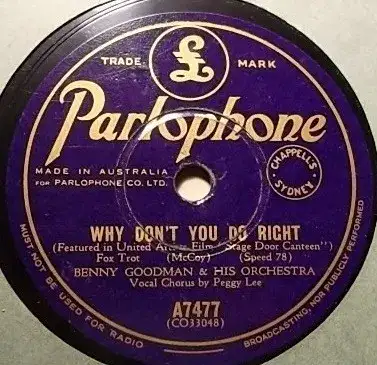 TRADE MARK
£
Parlophone
MADE IN AUSTRALIA
FOR PARLOPHONE CO. LTD.
CHAPPELL'S
SYDNEY
WHY DON'T YOU DO RIGHT
(Featured in United Artists Film "Stage Door Canteen")
Fox Trot (McCoy) (Speed 78)
BENNY GOODMAN & HIS ORCHESTRA
Vocal Chorus by Peggy Lee
A7477
(CO33048)
MUST NOT BE USED FOR RADIO BROADCASTING, NOR PUBLICLY PERFORMED